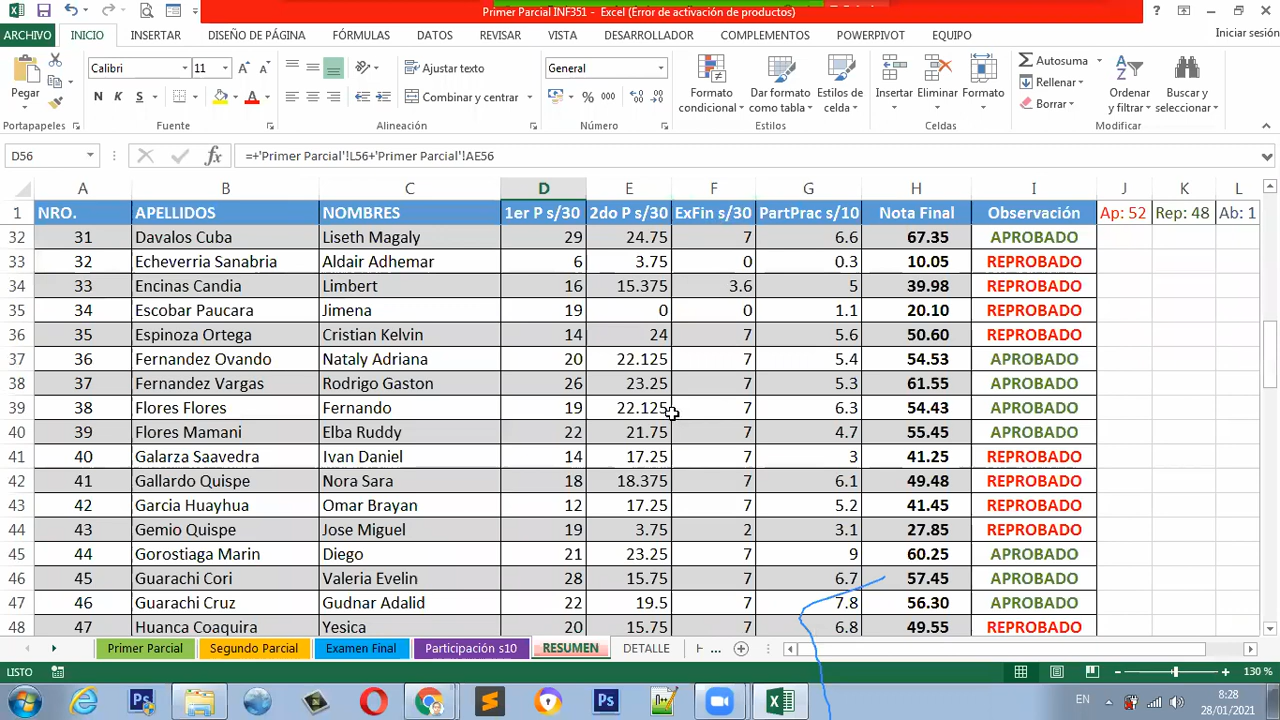 Primer Parcial INF351 - Excel (Error de activación de productos)
?
ARCHIVO INICIO INSERTAR DISEÑO DE PÁGINA FÓRMULAS DATOS REVISAR VISTA DESARROLLADOR COMPLEMENTOS POWERPIVOT EQUIPO Iniciar sesión
Pegar
Calibri 11
N K S
Ajustar texto
Combinar y centrar
General
% 000
Formato condicional
Dar formato como tabla
Estilos de celda
Insertar Eliminar Formato
Autosuma
Rellenar
Borrar
Ordenar y filtrar
Buscar y seleccionar
Portapapeles Fuente Alineación Número Estilos Celdas Modificar
D56 fx =+'Primer Parcial'!L56+'Primer Parcial'!AE56
A B C D E F G H I J K L
1 NRO. APELLIDOS NOMBRES 1er P s/30 2do P s/30 ExFin s/30 PartPrac s/10 Nota Final Observación Ap: 52 Rep: 48 Ab: 1
32 31 Davalos Cuba Liseth Magaly 29 24.75 7 6.6 67.35 APROBADO
33 32 Echeverria Sanabria Aldair Adhemar 6 3.75 0 0.3 10.05 REPROBADO
34 33 Encinas Candia Limbert 16 15.375 3.6 5 39.98 REPROBADO
35 34 Escobar Paucara Jimena 19 0 0 1.1 20.10 REPROBADO
36 35 Espinoza Ortega Cristian Kelvin 14 24 7 5.6 50.60 REPROBADO
37 36 Fernandez Ovando Nataly Adriana 20 22.125 7 5.4 54.53 APROBADO
38 37 Fernandez Vargas Rodrigo Gaston 26 23.25 7 5.3 61.55 APROBADO
39 38 Flores Flores Fernando 19 22.125 7 6.3 54.43 APROBADO
40 39 Flores Mamani Elba Ruddy 22 21.75 7 4.7 55.45 APROBADO
41 40 Galarza Saavedra Ivan Daniel 14 17.25 7 3 41.25 REPROBADO
42 41 Gallardo Quispe Nora Sara 18 18.375 7 6.1 49.48 REPROBADO
43 42 Garcia Huayhua Omar Brayan 12 17.25 7 5.2 41.45 REPROBADO
44 43 Gemio Quispe Jose Miguel 19 3.75 2 3.1 27.85 REPROBADO
45 44 Gorostiaga Marin Diego 21 23.25 7 9 60.25 APROBADO
46 45 Guarachi Cori Valeria Evelin 28 15.75 7 6.7 57.45 APROBADO
47 46 Guarachi Cruz Gudnar Adalid 22 19.5 7 7.8 56.30 APROBADO
48 47 Huanca Coaquira Yesica 20 15.75 7 6.8 49.55 REPROBADO
Primer Parcial Segundo Parcial Examen Final Participación s10 RESUMEN DETALLE ...
LISTO 130 %
EN 8:28
28/01/2021